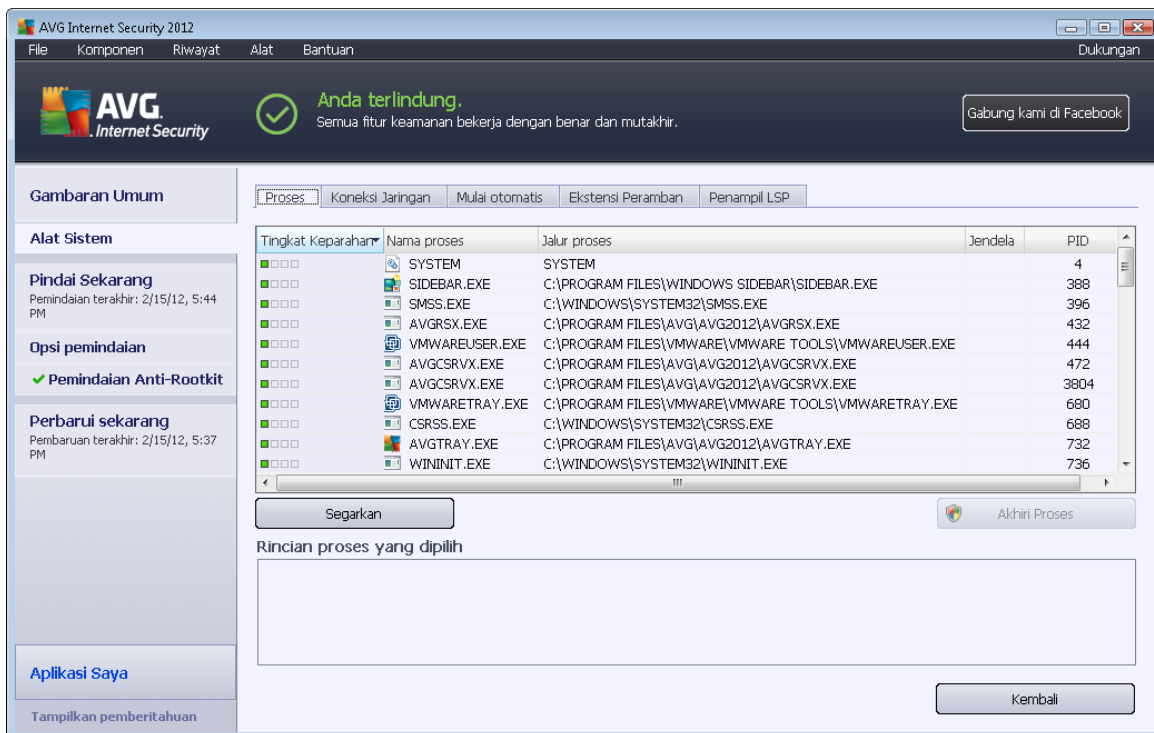 AVG Internet Security 2012
File Komponen Riwayat Alat Bantuan Dukungan
AVG.
Internet Security
Anda terlindung.
Semua fitur keamanan bekerja dengan benar dan mutakhir.
Gabung kami di Facebook
Gambaran Umum
Alat Sistem
Pindai Sekarang
Pemindaian terakhir: 2/15/12, 5:44
PM
Opsi pemindaian
Pemindaian Anti-Rootkit
Perbarui sekarang
Pembaruan terakhir: 2/15/12, 5:37
PM
Aplikasi Saya
Tampilkan pemberitahuan
Proses Koneksi Jaringan Mulai otomatis Ekstensi Peramban Penampil LSP
Tingkat Keparahan Nama proses Jalur proses Jendela PID
SYSTEM SYSTEM 4
SIDEBAR.EXE C:\PROGRAM FILES\WINDOWS SIDEBAR\SIDEBAR.EXE 388
SMSS.EXE C:\WINDOWS\SYSTEM32\SMSS.EXE 396
AVGRSX.EXE C:\PROGRAM FILES\AVG\AVG2012\AVGRSX.EXE 432
VMWAREUSER.EXE C:\PROGRAM FILES\VMWARE\VMWARE TOOLS\VMWAREUSER.EXE 444
AVGCSRVX.EXE C:\PROGRAM FILES\AVG\AVG2012\AVGCSRVX.EXE 472
AVGCSRVX.EXE C:\PROGRAM FILES\AVG\AVG2012\AVGCSRVX.EXE 3804
VMWARETRAY.EXE C:\PROGRAM FILES\VMWARE\VMWARE TOOLS\VMWARETRAY.EXE 680
CSRSS.EXE C:\WINDOWS\SYSTEM32\CSRSS.EXE 688
AVGTRAY.EXE C:\PROGRAM FILES\AVG\AVG2012\AVGTRAY.EXE 732
WININIT.EXE C:\WINDOWS\SYSTEM32\WININIT.EXE 736
Segarkan Akhiri Proses
Rincian proses yang dipilih
Kembali